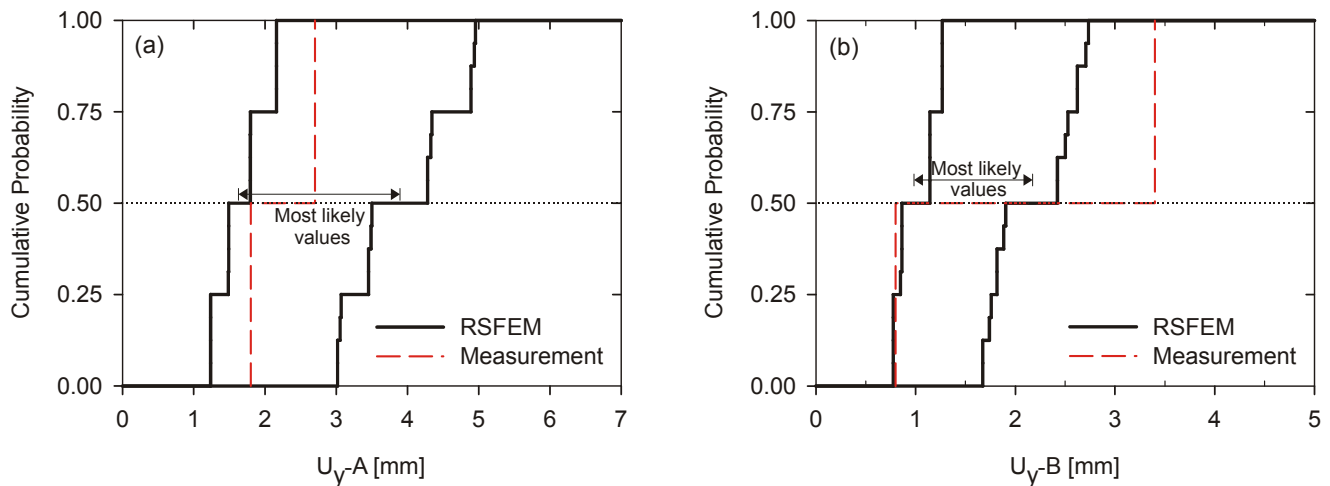 (a)
Cumulative Probability
1.00
0.75
0.50
0.25
0.00
Most likely
values
RSFEM
Measurement
0 1 2 3 4 5 6 7
Uy-A [mm]
(b)
Cumulative Probability
1.00
0.75
0.50
0.25
0.00
Most likely
values
RSFEM
Measurement
0 1 2 3 4 5
Uy-B [mm]